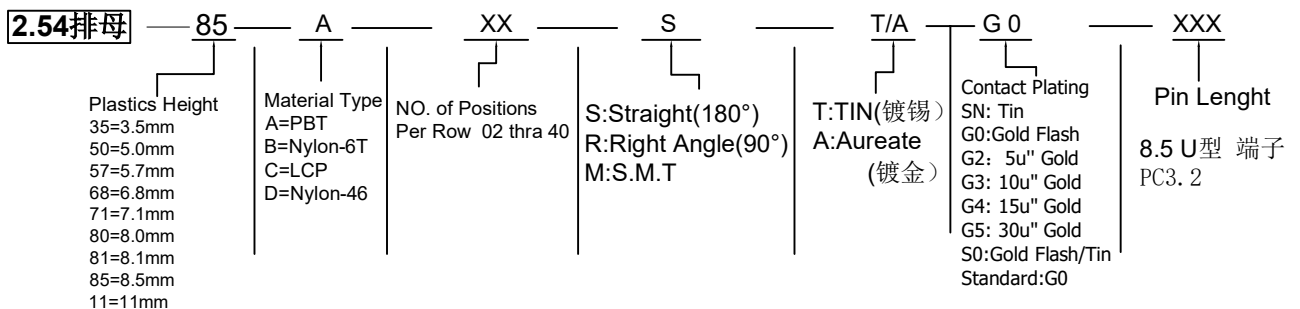 2.54排母 85 A XX S T/A G 0 XXX
Plastics Height
35=3.5mm
50=5.0mm
57=5.7mm
68=6.8mm
71=7.1mm
80=8.0mm
81=8.1mm
85=8.5mm
11=11mm
Material Type
A=PBT
B=Nylon-6T
C=LCP
D=Nylon-46
NO. of Positions
Per Row 02 thra 40
S:Straight(180°)
R:Right Angle(90°)
M:S.M.T
T:TIN(镀锡）
A:Aureate
(镀金）
Contact Plating
SN: Tin
G0:Gold Flash
G2： 5u" Gold
G3: 10u" Gold
G4: 15u" Gold
G5: 30u" Gold
S0:Gold Flash/Tin
Standard:G0
Pin Lenght
8.5 U型 端子
PC3.2